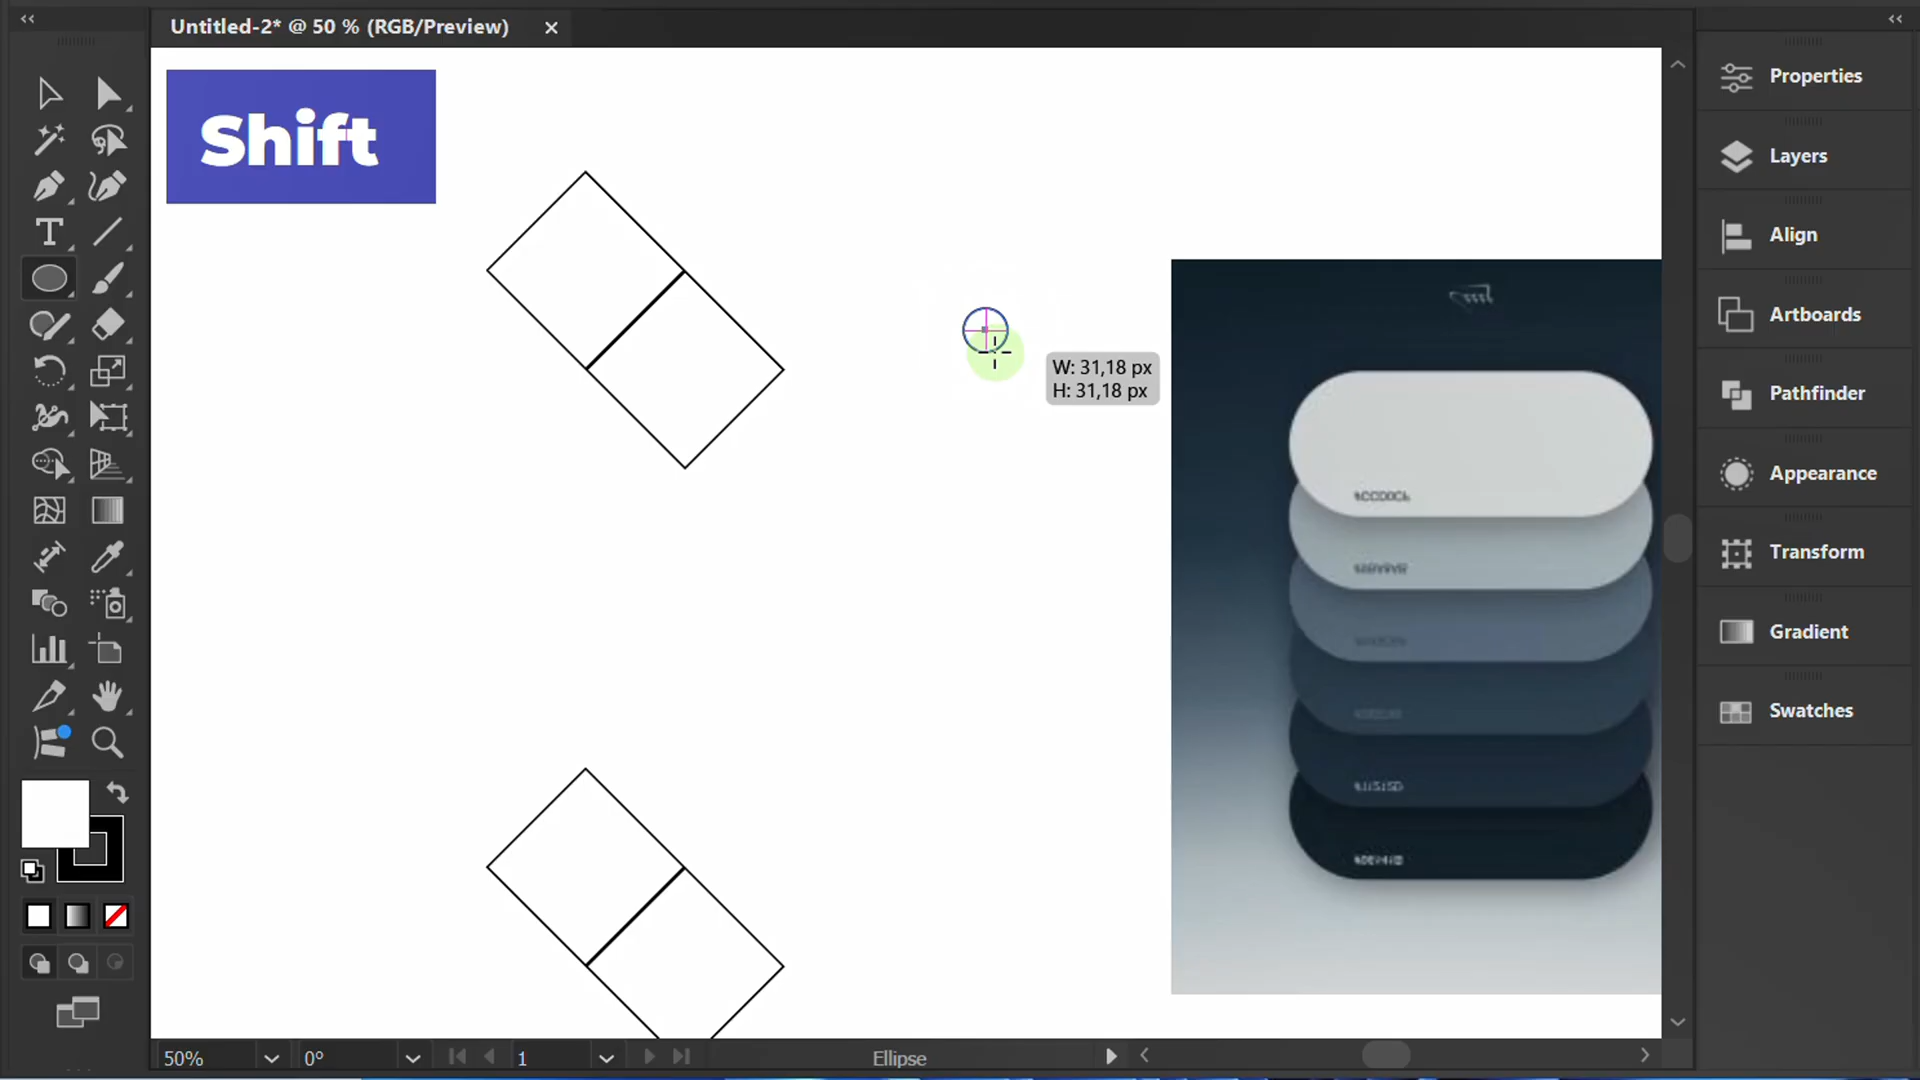 Untitled-2* @ 50 % (RGB/Preview)
Shift
W: 31,18 px
H: 31,18 px
Properties
Layers
Align
Artboards
Pathfinder
Appearance
Transform
Gradient
Swatches
50%
0°
1
Ellipse